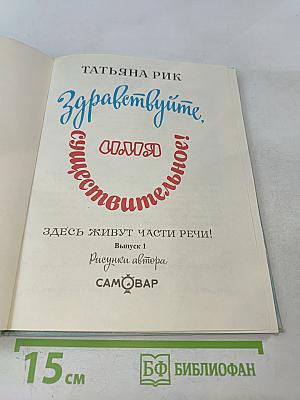 ТАТЬЯНА РИК
Здравствуйте,
имя
существительное!
ЗДЕСЬ ЖИВУТ ЧАСТИ РЕЧИ!
Выпуск 1
Рисунки автора
САМОВАР
15 см
БФ БИБЛИОФАН